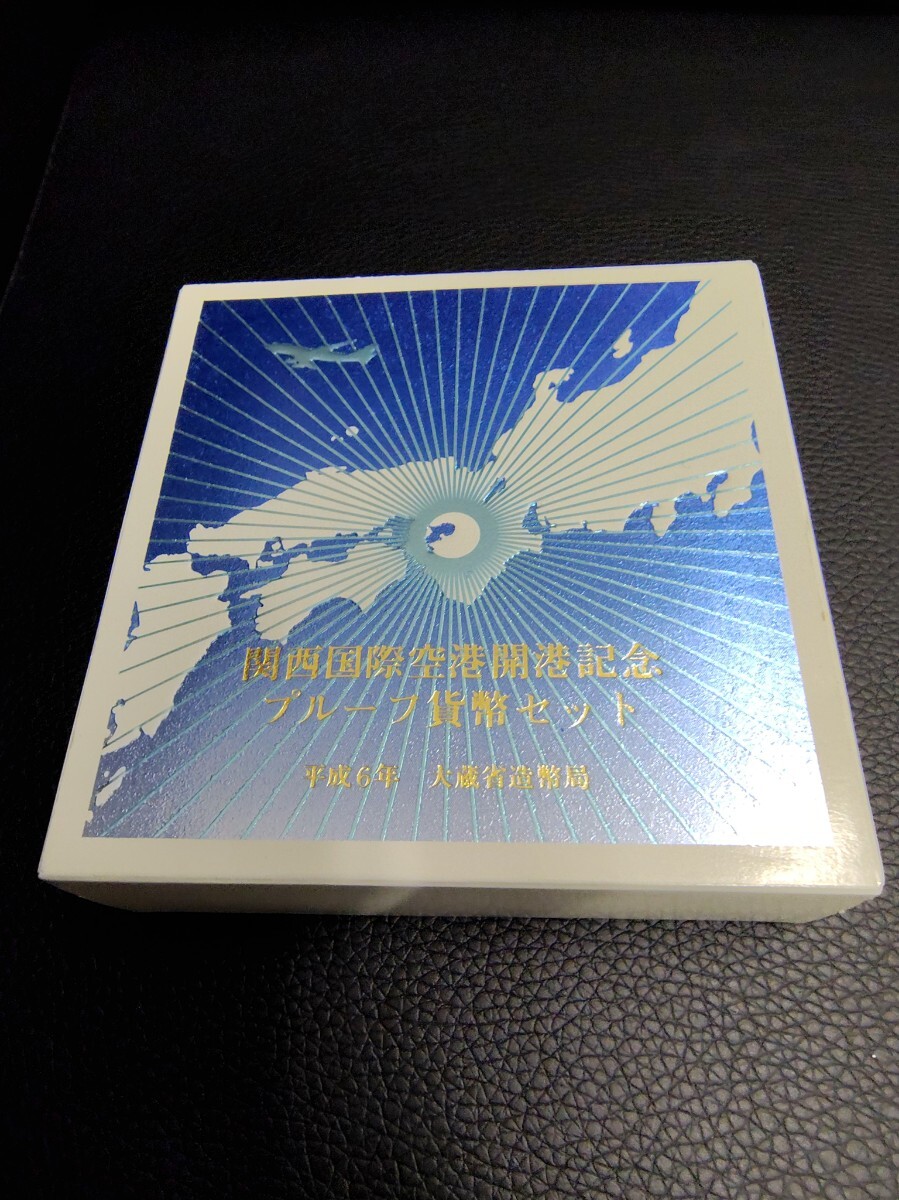 関西国際空港開港記念
プルーフ貨幣セット
平成6年 大蔵省造幣局